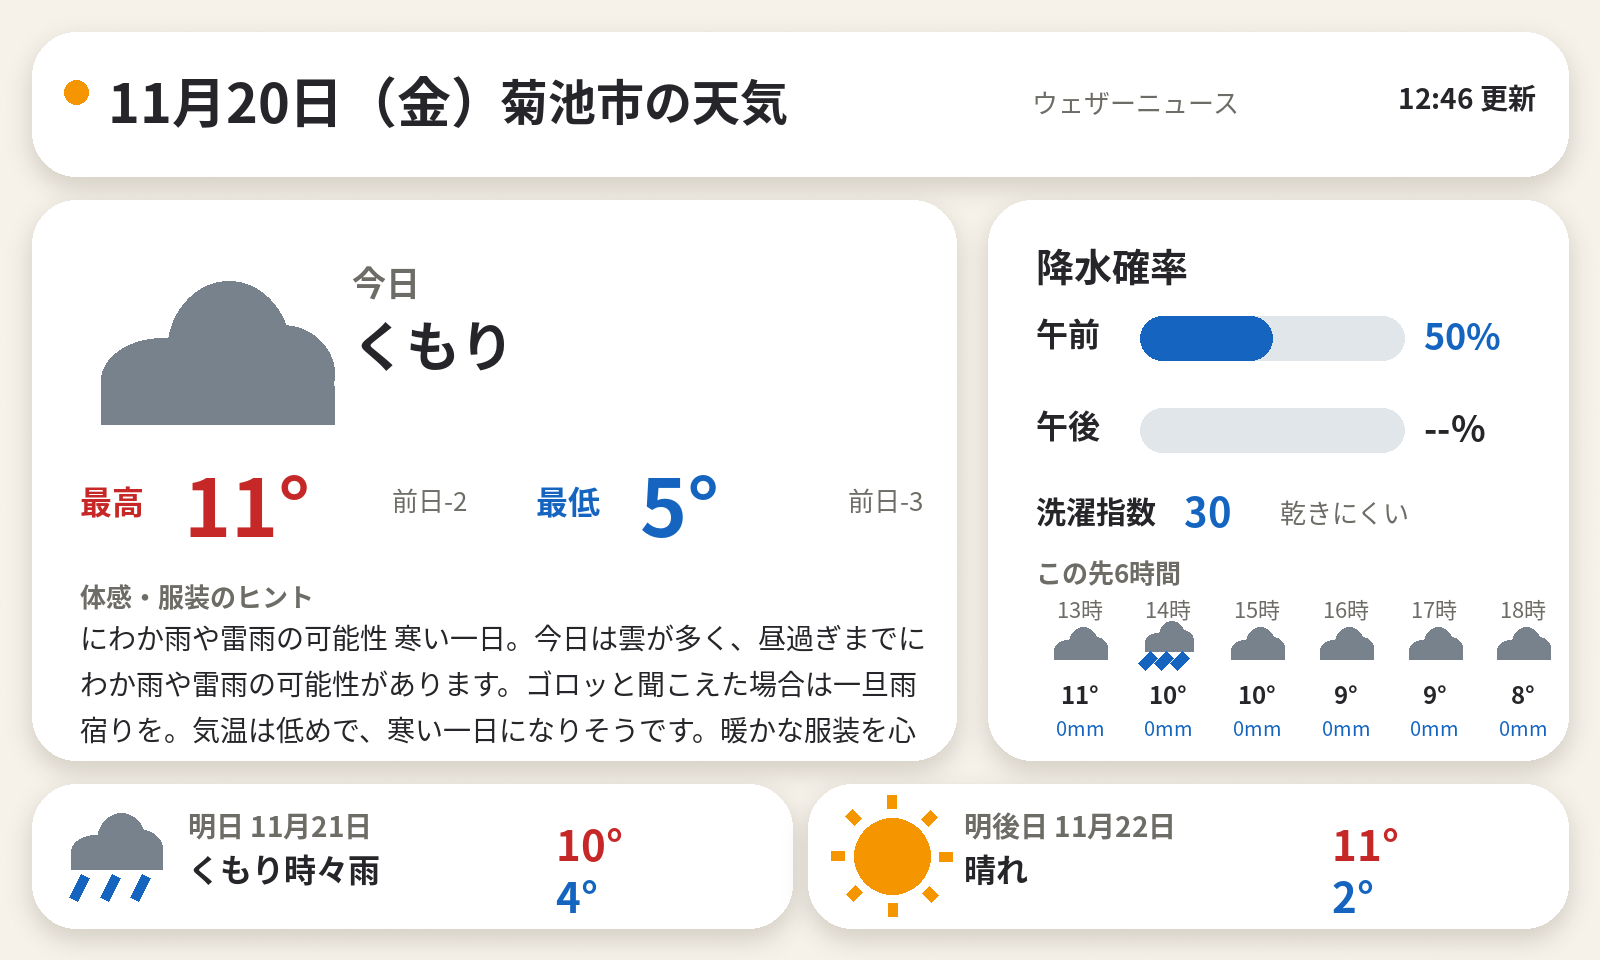 11月20日（金）菊池市の天気
ウェザーニュース
12:46 更新
今日
くもり
最高 11° 前日-2 最低 5° 前日-3
体感・服装のヒント
にわか雨や雷雨の可能性 寒い一日。今日は雲が多く、昼過ぎまでに
わか雨や雷雨の可能性があります。ゴロッと聞こえた場合は一旦雨
宿りを。気温は低めで、寒い一日になりそうです。暖かな服装を心
降水確率
午前 50%
午後 --%
洗濯指数 30 乾きにくい
この先6時間
13時 14時 15時 16時 17時 18時
11° 10° 10° 9° 9° 8°
0mm 0mm 0mm 0mm 0mm 0mm
明日 11月21日
くもり時々雨
10°
4°
明後日 11月22日
晴れ
11°
2°